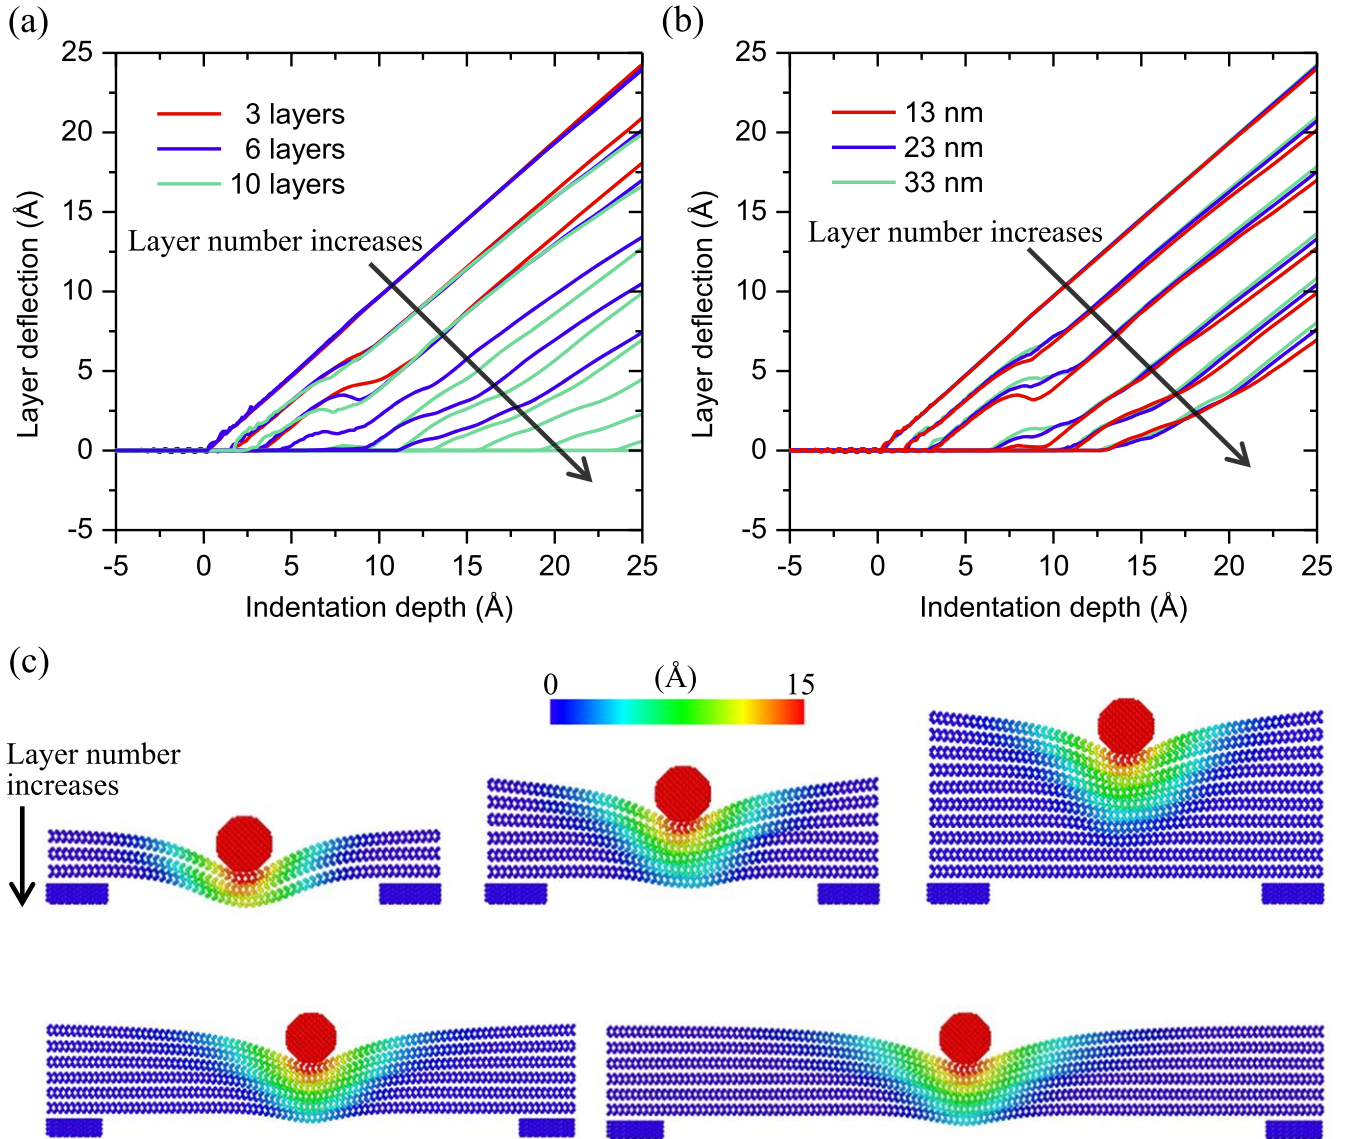 (a)
25
20
15
10
5
0
-5
Layer deflection (Å)
3 layers
6 layers
10 layers
Layer number increases
-5 0 5 10 15 20 25
Indentation depth (Å)
(b)
25
20
15
10
5
0
-5
Layer deflection (Å)
13 nm
23 nm
33 nm
Layer number increases
-5 0 5 10 15 20 25
Indentation depth (Å)
(c)
0 (Å) 15
Layer number
increases